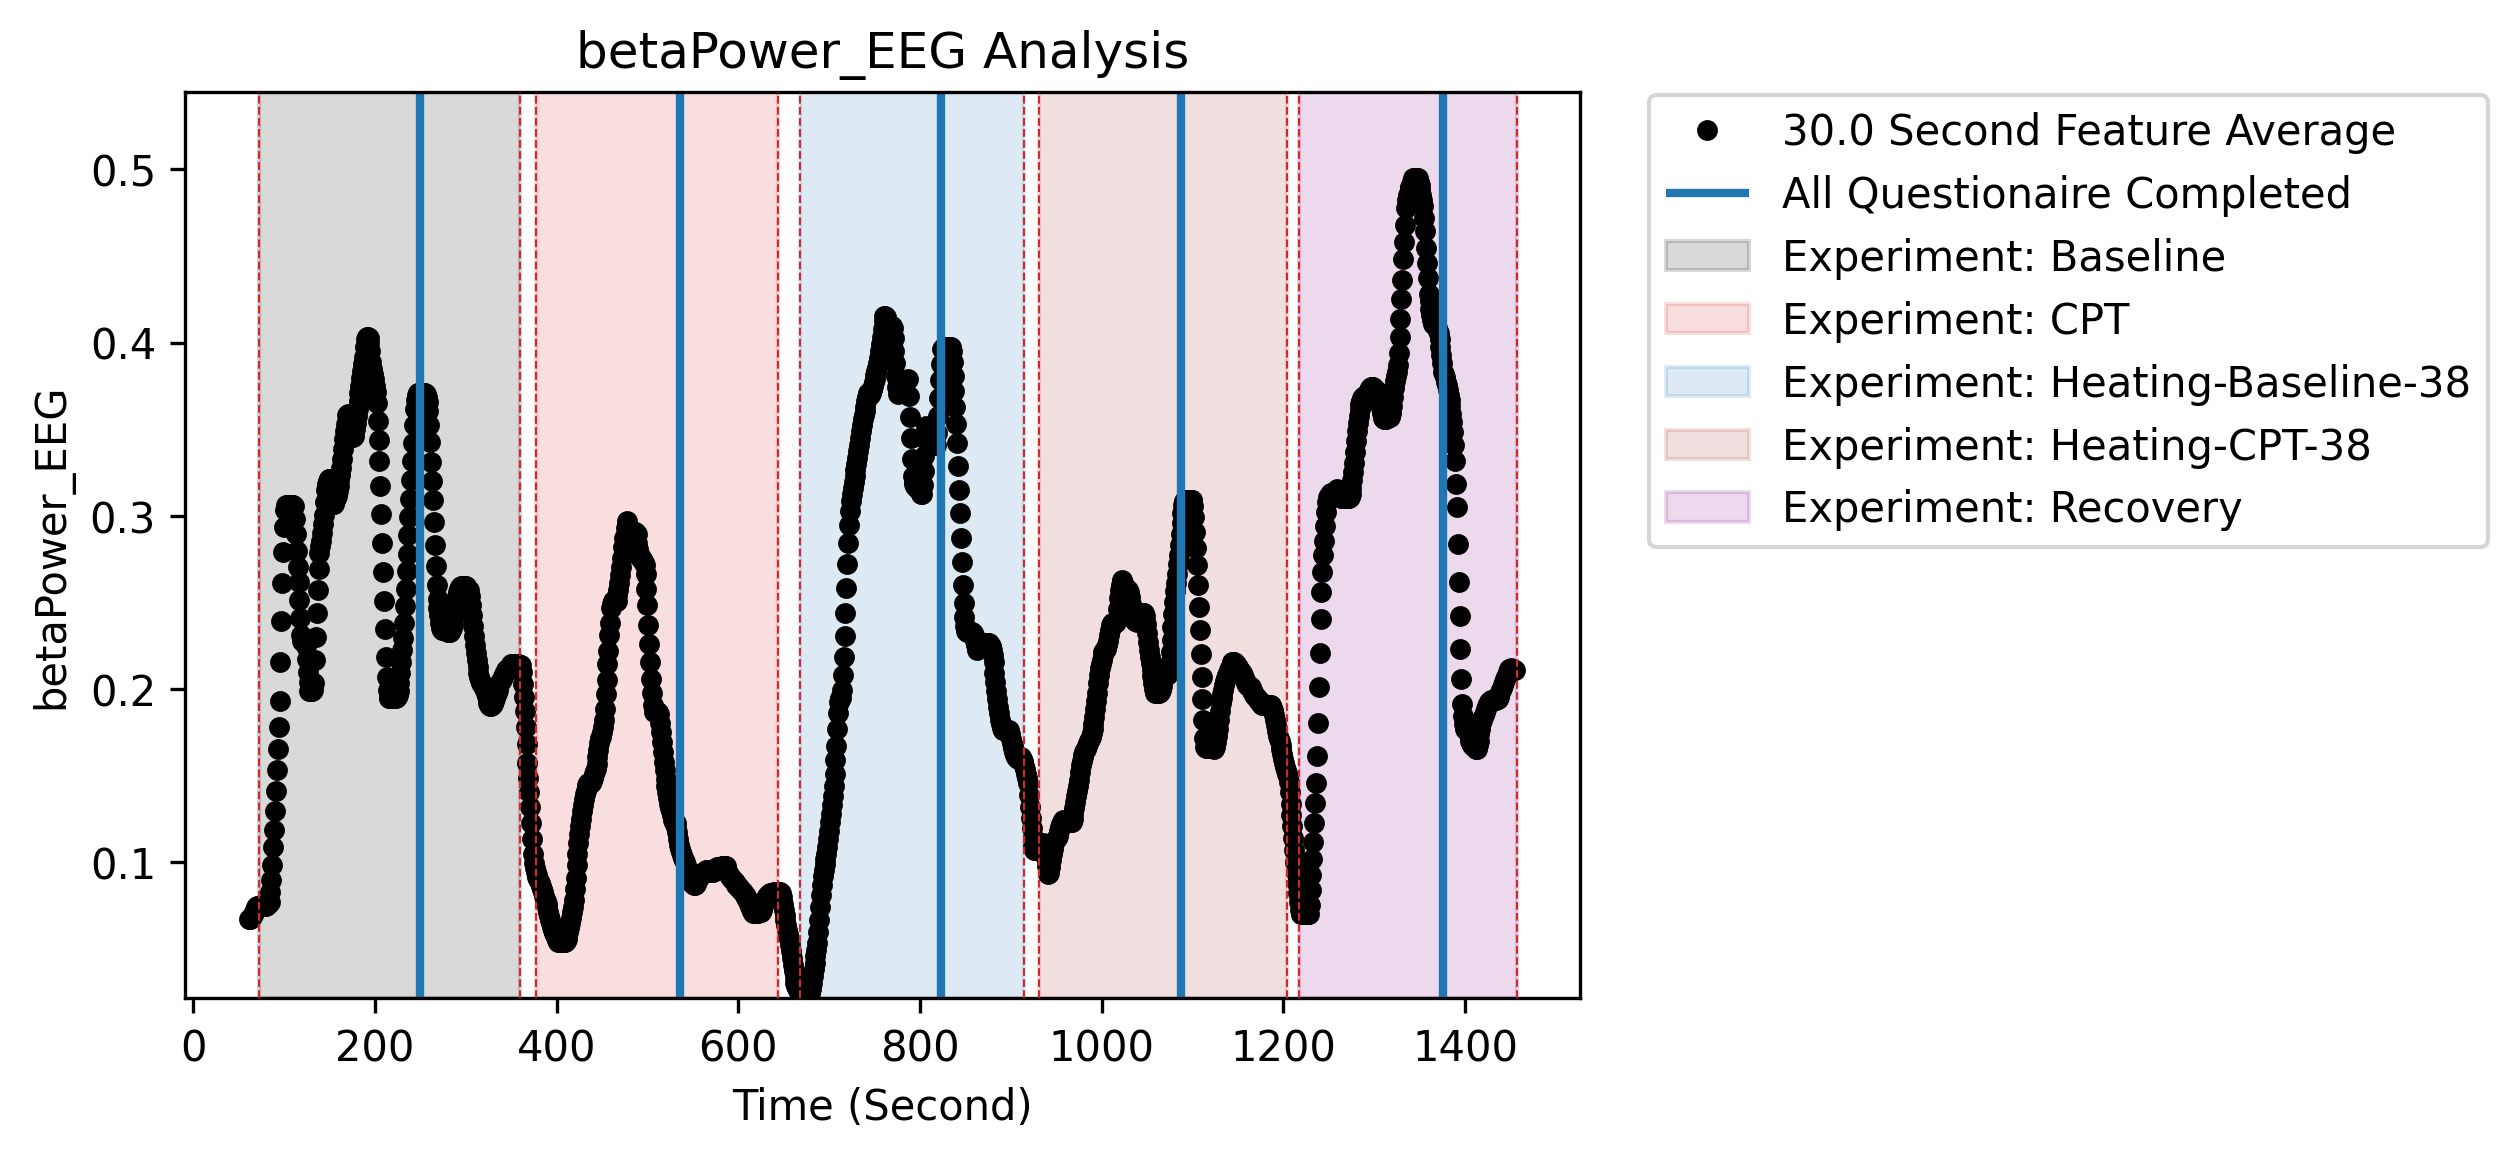 betaPower_EEG Analysis
betaPower_EEG
0.5
0.4
0.3
0.2
0.1
0 200 400 600 800 1000 1200 1400
Time (Second)
30.0 Second Feature Average
All Questionaire Completed
Experiment: Baseline
Experiment: CPT
Experiment: Heating-Baseline-38
Experiment: Heating-CPT-38
Experiment: Recovery